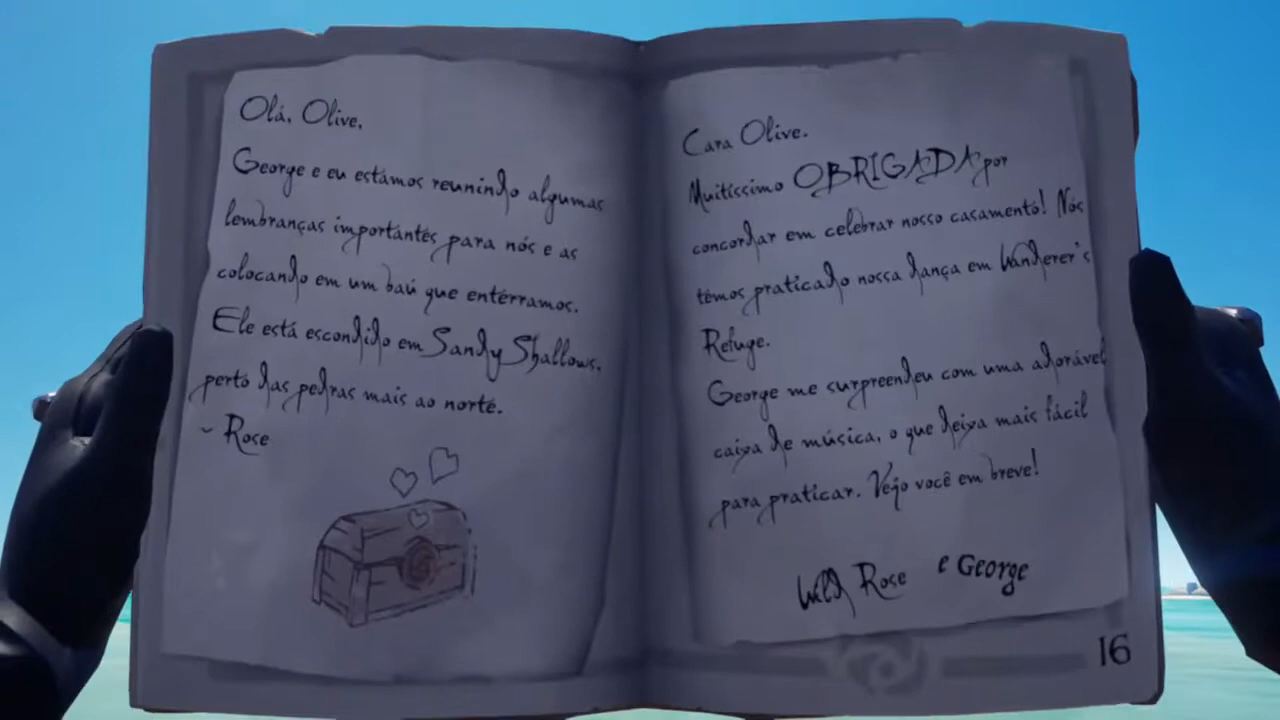 Olá, Olive,
George e eu estamos reunindo algumas
lembranças importantes para nós e as
colocando em um baú que enterramos.
Ele está escondido em Sandy Shallows,
perto das pedras mais ao norte.
~ Rose
Cara Olive,
Muitíssimo OBRIGADA por
concordar em celebrar nosso casamento! Nós
temos praticado nossa dança em Wanderer's
Refuge.
George me surpreendeu com uma adorável
caixa de música, o que deixa mais fácil
para praticar. Vejo você em breve!
Wild Rose e George
16